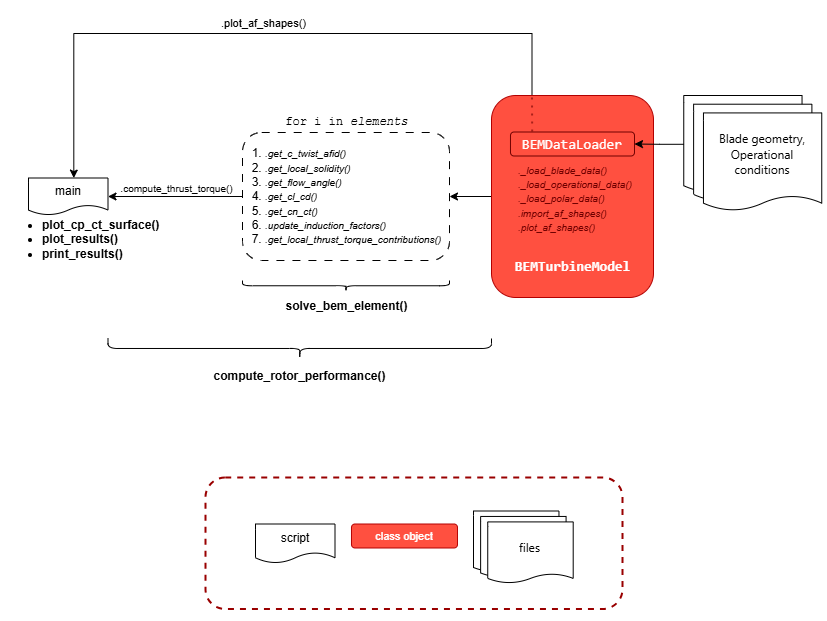 .plot_af_shapes()
for i in elements
1. .get_c_twist_afid()
2. .get_local_solidity()
3. .get_flow_angle()
4. .get_cl_cd()
5. .get_cn_ct()
6. .update_induction_factors()
7. .get_local_thrust_torque_contributions()
solve_bem_element()
main
.compute_thrust_torque()
• plot_cp_ct_surface()
• plot_results()
• print_results()
compute_rotor_performance()
BEMDataLoader
._load_blade_data()
._load_operational_data()
._load_polar_data()
.import_af_shapes()
.plot_af_shapes()
BEMTurbineModel
Blade geometry,
Operational
conditions
script
class object
files